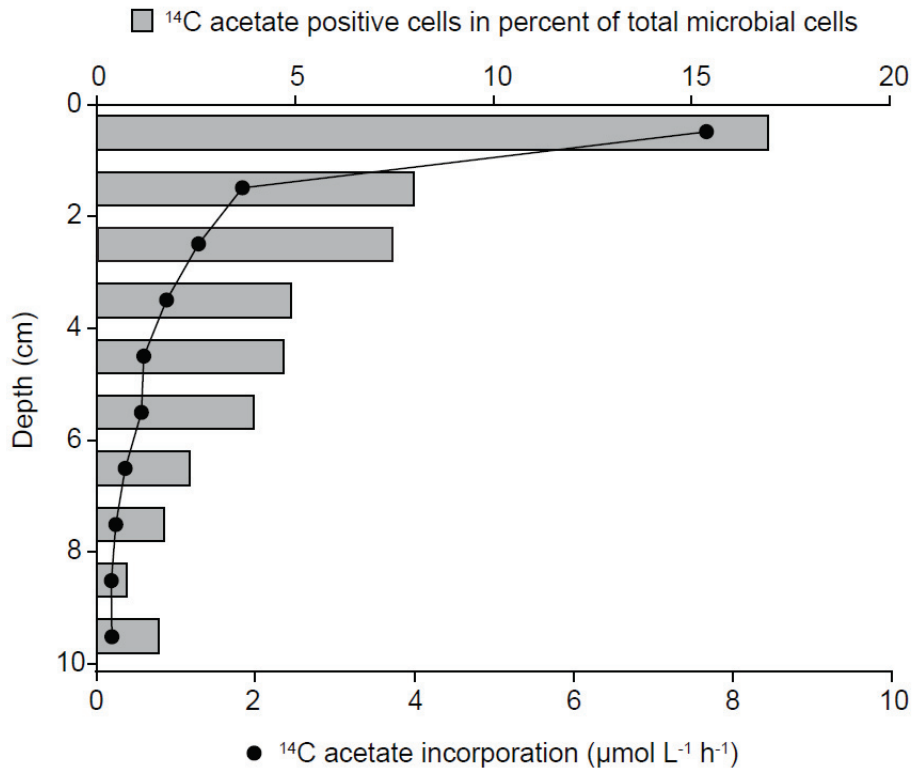 ¹⁴C acetate positive cells in percent of total microbial cells
0 5 10 15 20
0
2
4
6
8
10
Depth (cm)
0 2 4 6 8 10
¹⁴C acetate incorporation (µmol L⁻¹ h⁻¹)